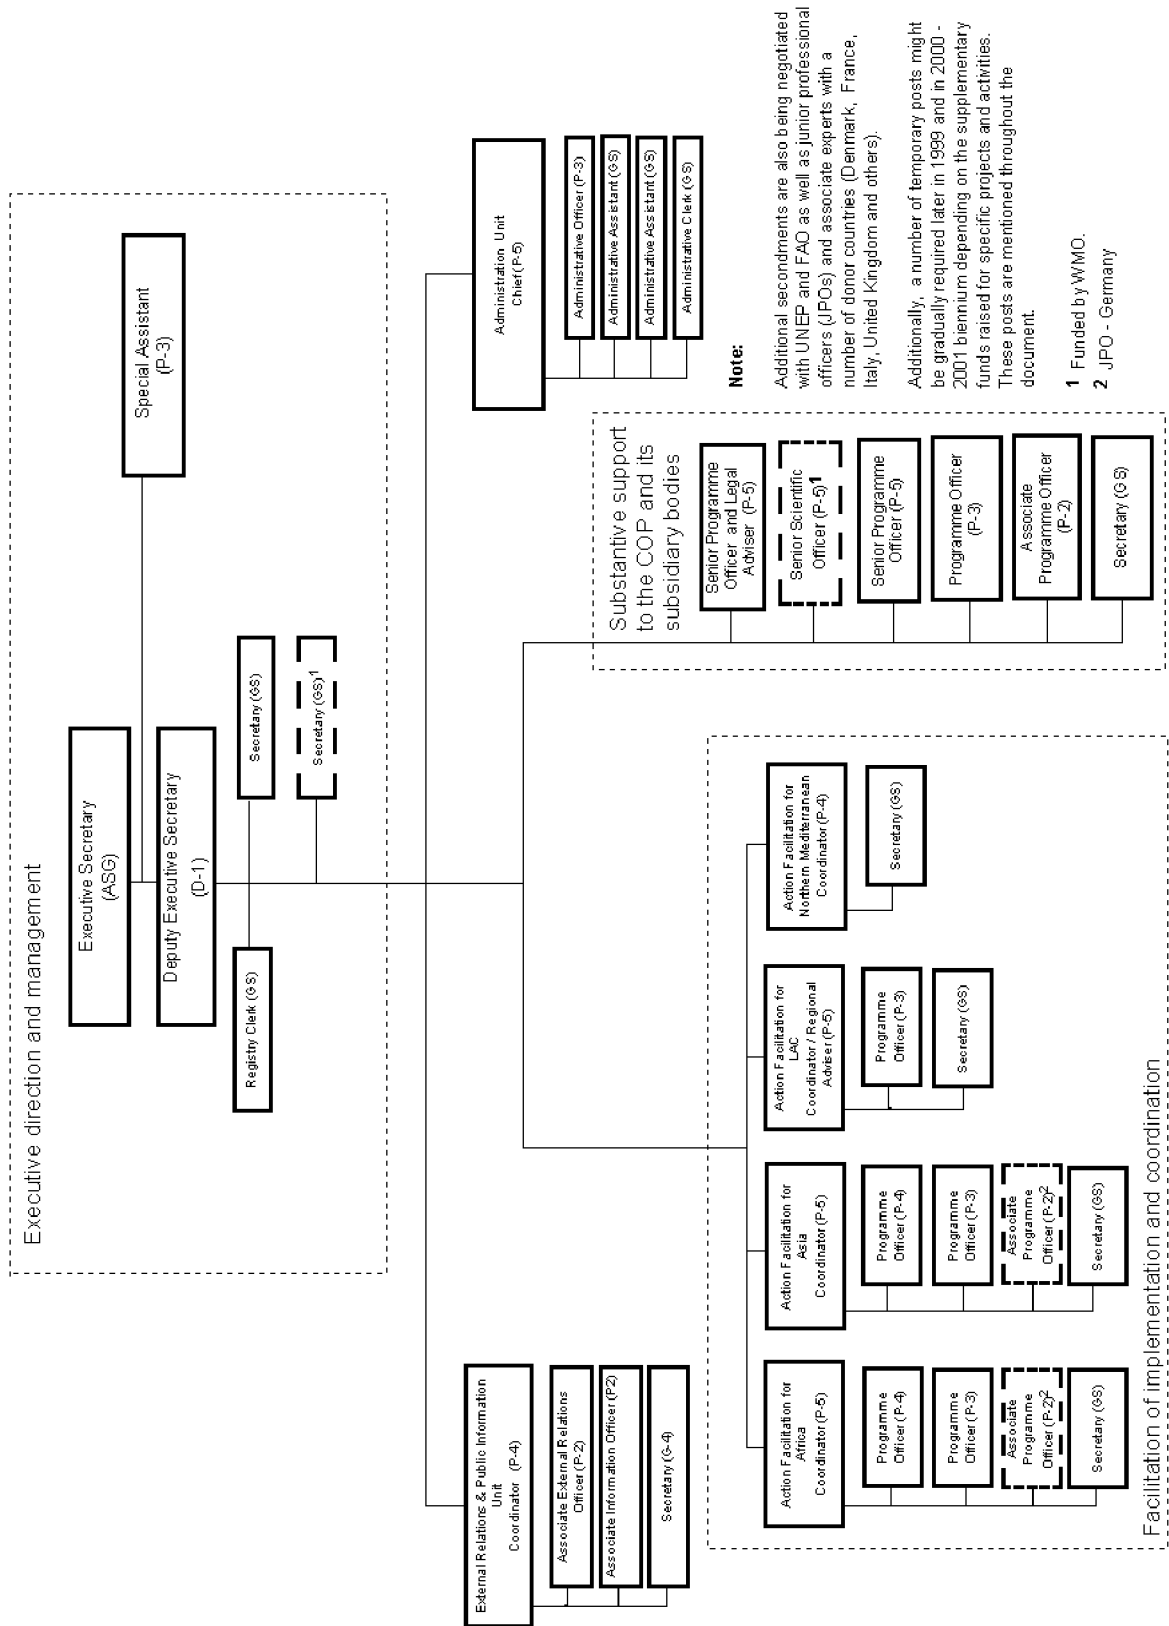 Executive direction and management
Executive Secretary
(ASG)
Special Assistant
(P-3)
Deputy Executive Secretary
(D-1)
Registry Clerk (GS)
Secretary (GS)
Secretary (GS)1
External Relations & Public Information
Unit
Coordinator (P-4)
Associate External Relations
Officer (P-2)
Associate Information Officer (P2)
Secretary (G-4)
Administration Unit
Chief (P-5)
Administrative Officer (P-3)
Administrative Assistant (GS)
Administrative Assistant (GS)
Administrative Clerk (GS)
Action Facilitation for
Africa
Coordinator (P-5)
Programme
Officer (P-4)
Programme
Officer (P-3)
Associate
Programme
Officer (P-2)2
Secretary (GS)
Action Facilitation for
Asia
Coordinator (P-5)
Programme
Officer (P-4)
Programme
Officer (P-3)
Associate
Programme
Officer (P-2)2
Secretary (GS)
Action Facilitation for
LAC
Coordinator / Regional
Adviser (P-5)
Programme
Officer (P-3)
Secretary (GS)
Action Facilitation for
Northern Mediterranean
Coordinator (P-4)
Secretary (GS)
Facilitation of implementation and coordination
Substantive support
to the COP and its
subsidiary bodies
Senior Programme
Officer and Legal
Adviser (P-5)
Senior Scientific
Officer (P-5)1
Senior Programme
Officer (P-5)
Programme Officer
(P-3)
Associate
Programme Officer
(P-2)
Secretary (GS)
Note:
Additional secondments are also being negotiated
with UNEP and FAO as well as junior professional
officers (JPOs) and associate experts with a
number of donor countries (Denmark, France,
Italy, United Kingdom and others).
Additionally, a number of temporary posts might
be gradually required later in 1999 and in 2000 -
2001 biennium depending on the supplementary
funds raised for specific projects and activities.
These posts are mentioned throughout the
document.
1 Funded by WMO.
2 JPO - Germany